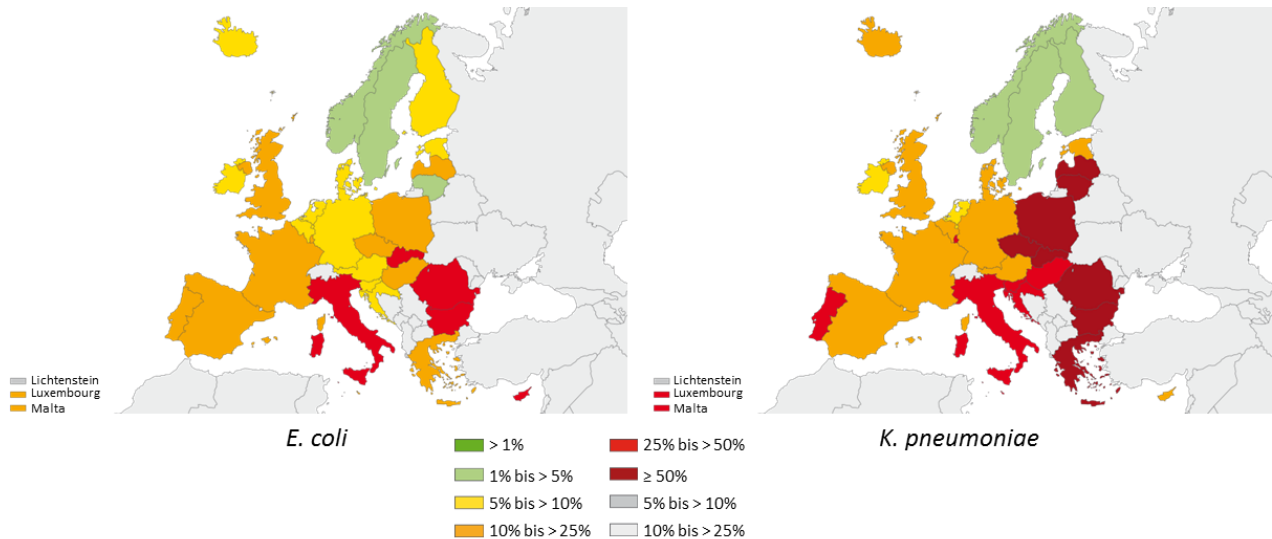 Lichtenstein
Luxembourg
Malta
E. coli
Lichtenstein
Luxembourg
Malta
K. pneumoniae
> 1%
25% bis > 50%
1% bis > 5%
≥ 50%
5% bis > 10%
5% bis > 10%
10% bis > 25%
10% bis > 25%